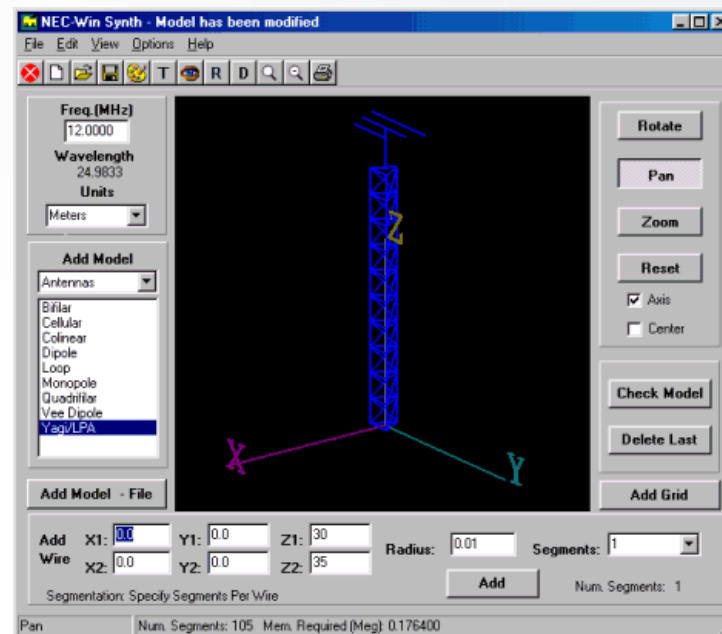 NEC-Win Synth - Model has been modified
File Edit View Options Help
T R D
Freq.(MHz)
12.0000
Wavelength
24.9833
Units
Meters
Add Model
Antennas
Bifilar
Cellular
Colinear
Dipole
Loop
Monopole
Quadrifilar
Vee Dipole
Yagi/LPA
Add Model - File
Z
X
Y
Rotate
Pan
Zoom
Reset
Axis
Center
Check Model
Delete Last
Add Grid
Add Wire
X1: 0.0 Y1: 0.0 Z1: 30
X2: 0.0 Y2: 0.0 Z2: 35
Radius: 0.01 Segments: 1
Add Num. Segments: 1
Segmentation: Specify Segments Per Wire
Pan Num. Segments: 105 Mem. Required (Meg): 0.176400